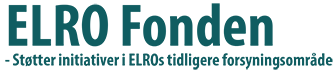 ELRO Fonden
- Støtter initiativer i ELROs tidligere forsyningsområde